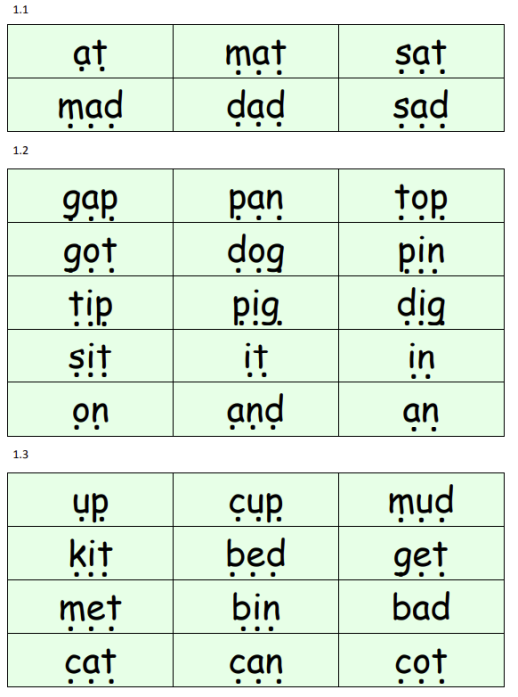 1.1
at mat sat
mad dad sad
1.2
gap pan top
got dog pin
tip pig dig
sit it in
on and an
1.3
up cup mud
kit bed get
met bin bad
cat can cot